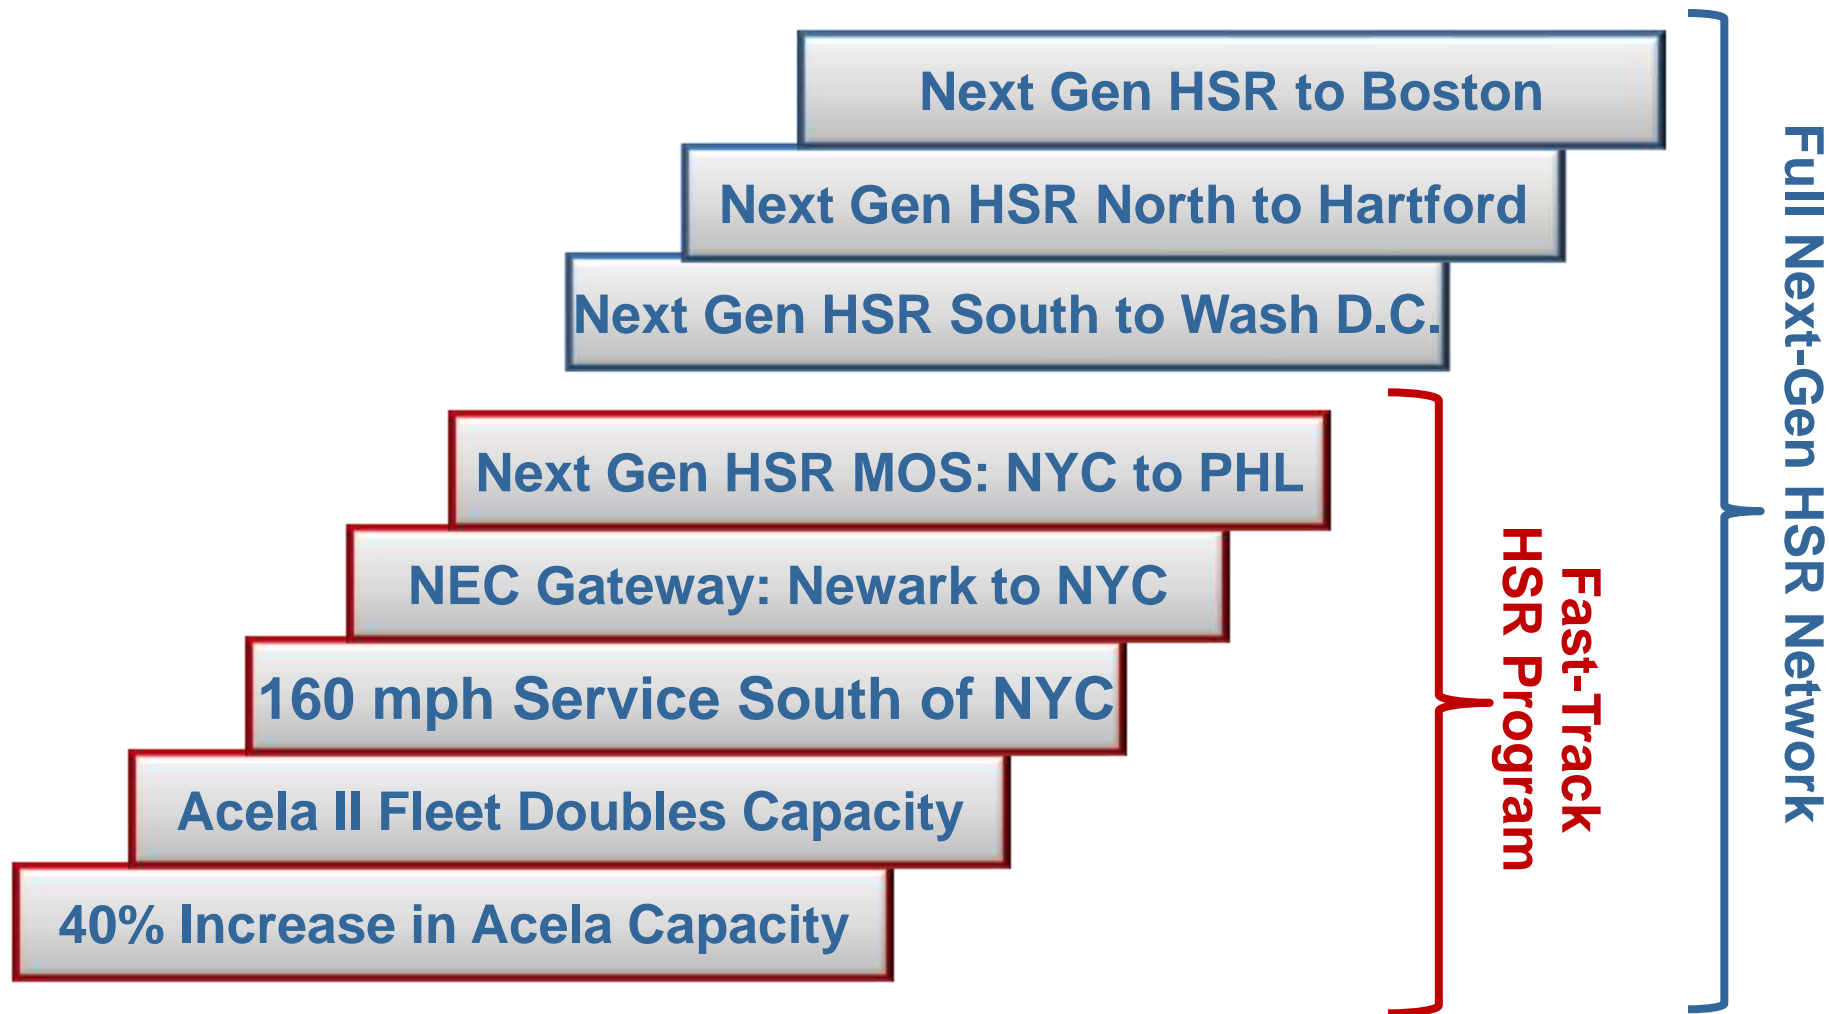 Next Gen HSR to Boston
Next Gen HSR North to Hartford
Next Gen HSR South to Wash D.C.
Next Gen HSR MOS: NYC to PHL
NEC Gateway: Newark to NYC
160 mph Service South of NYC
Acela II Fleet Doubles Capacity
40% Increase in Acela Capacity
Fast-Track
HSR Program
Full Next-Gen HSR Network